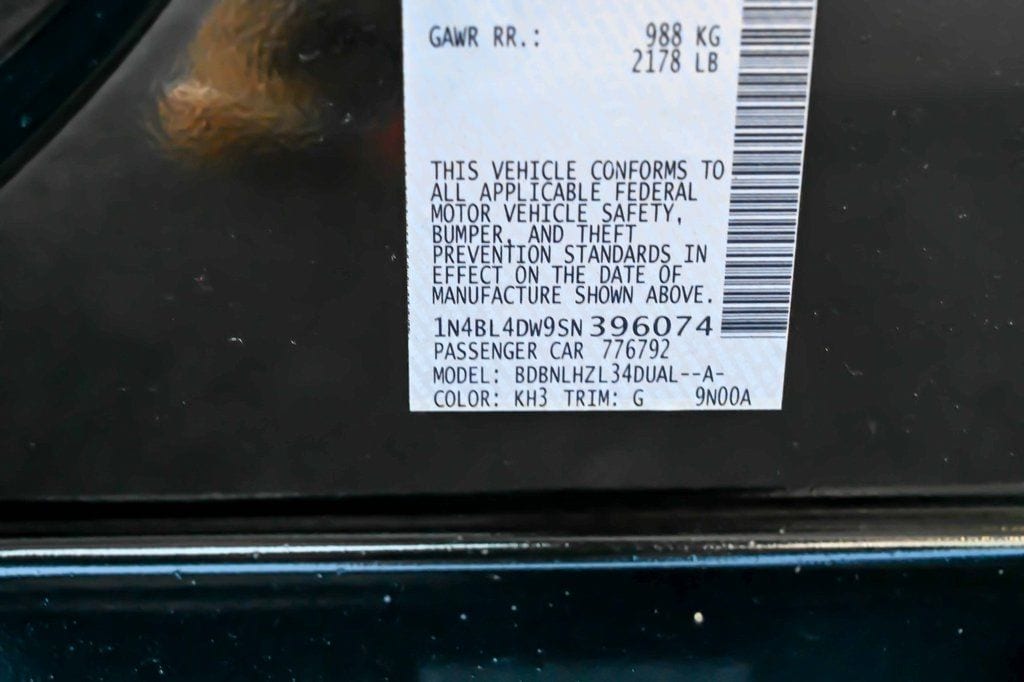 GAWR RR.: 988 KG
2178 LB
THIS VEHICLE CONFORMS TO
ALL APPLICABLE FEDERAL
MOTOR VEHICLE SAFETY,
BUMPER, AND THEFT
PREVENTION STANDARDS IN
EFFECT ON THE DATE OF
MANUFACTURE SHOWN ABOVE.
1N4BL4DW9SN396074
PASSENGER CAR 776792
MODEL: BDBNLHZL34DUAL--A-
COLOR: KH3 TRIM: G 9N00A